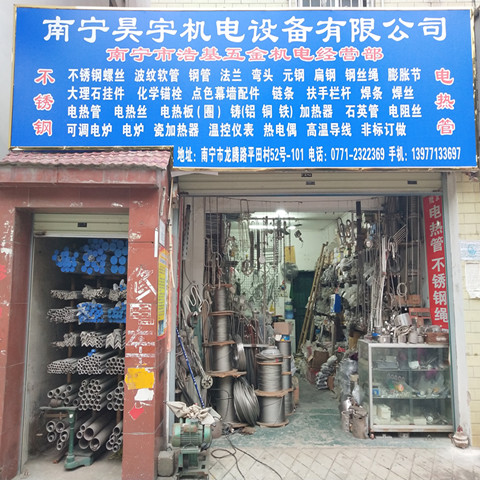 南宁昊宇机电设备有限公司
南宁市浩基五金机电经营部
不锈钢
不锈钢螺丝 波纹软管 钢管 法兰 弯头 元钢 扁钢 钢丝绳 膨胀节
大理石挂件 化学锚栓 点色幕墙配件 链条 扶手栏杆 焊条 焊丝
电热管 电热丝 电热板(圈) 铸(铝 铜 铁)加热器 石英管 电阻丝
可调电炉 电炉 瓷加热器 温控仪表 热电偶 高温导线 非标订做
电热管
地址: 南宁市龙腾路平田村52号-101 电话: 0771-2322369 手机: 13977133697
电热管 不锈钢绳